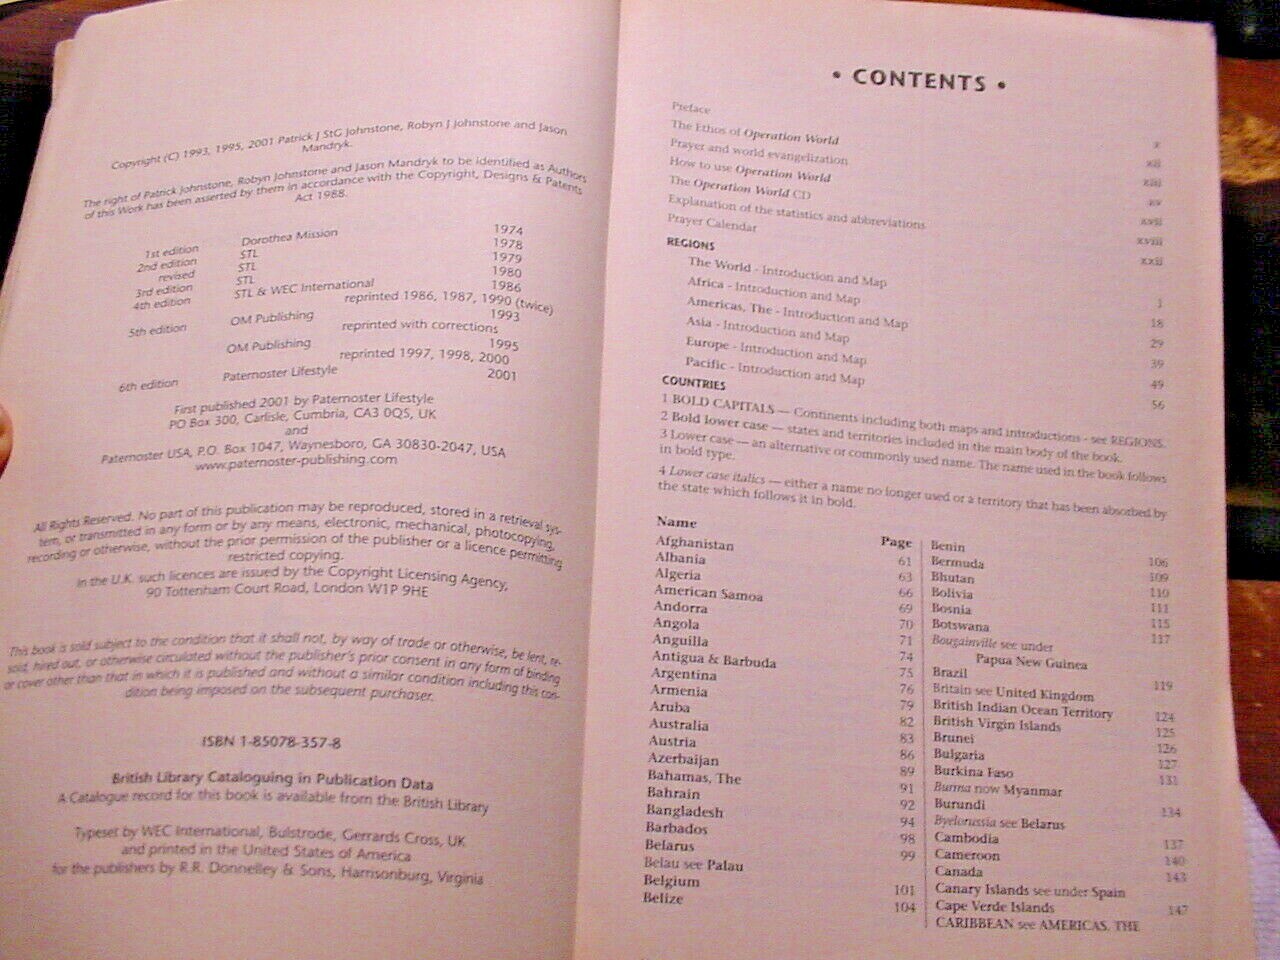 Copyright (C) 1993, 1995, 2001 Patrick J StG Johnstone, Robyn J Johnstone and Jason
Mandryk.
The right of Patrick Johnstone, Robyn Johnstone and Jason Mandryk to be identified as Authors
of this Work has been asserted by them in accordance with the Copyright, Designs & Patents
Act 1988.
1st edition Dorothea Mission 1974
2nd edition STL 1978
revised STL 1979
3rd edition STL 1980
4th edition STL & WEC International 1986
reprinted 1986, 1987, 1990 (twice)
5th edition OM Publishing 1993
reprinted with corrections
OM Publishing 1995
reprinted 1997, 1998, 2000
6th edition Paternoster Lifestyle 2001
First published 2001 by Paternoster Lifestyle
PO Box 300, Carlisle, Cumbria, CA3 0QS, UK
and
Paternoster USA, P.O. Box 1047, Waynesboro, GA 30830-2047, USA
www.paternoster-publishing.com
All Rights Reserved. No part of this publication may be reproduced, stored in a retrieval sys-
tem, or transmitted in any form or by any means, electronic, mechanical, photocopying,
recording or otherwise, without the prior permission of the publisher or a licence permitting
restricted copying.
In the U.K. such licences are issued by the Copyright Licensing Agency,
90 Tottenham Court Road, London W1P 9HE
This book is sold subject to the condition that it shall not, by way of trade or otherwise, be lent, re-
sold, hired out, or otherwise circulated without the publisher's prior consent in any form of binding
or cover other than that in which it is published and without a similar condition including this con-
dition being imposed on the subsequent purchaser.
ISBN 1-85078-357-8
British Library Cataloguing in Publication Data
A Catalogue record for this book is available from the British Library
Typeset by WEC International, Bulstrode, Gerrards Cross, UK
and printed in the United States of America
for the publishers by R.R. Donnelley & Sons, Harrisonburg, Virginia
• CONTENTS •
Preface x
The Ethos of Operation World xii
Prayer and world evangelization xiii
How to use Operation World xv
The Operation World CD xvii
Explanation of the statistics and abbreviations xviii
Prayer Calendar xxii
REGIONS
The World - Introduction and Map 1
Africa - Introduction and Map 18
Americas, The - Introduction and Map 29
Asia - Introduction and Map 39
Europe - Introduction and Map 49
Pacific - Introduction and Map 56
COUNTRIES
1 BOLD CAPITALS — Continents including both maps and introductions - see REGIONS.
2 Bold lower case — states and territories included in the main body of the book.
3 Lower case — an alternative or commonly used name. The name used in the book follows
in bold type.
4 Lower case italics — either a name no longer used or a territory that has been absorbed by
the state which follows it in bold.
Name Page
Afghanistan 61
Albania 63
Algeria 66
American Samoa 69
Andorra 70
Angola 71
Anguilla 74
Antigua & Barbuda 75
Argentina 76
Armenia 79
Aruba 82
Australia 83
Austria 86
Azerbaijan 89
Bahamas, The 91
Bahrain 92
Bangladesh 94
Barbados 98
Belarus 99
Belau see Palau
Belgium 101
Belize 104
Benin 106
Bermuda 109
Bhutan 110
Bolivia 111
Bosnia 115
Botswana 117
Bougainville see under
Papua New Guinea
Brazil 119
Britain see United Kingdom
British Indian Ocean Territory 124
British Virgin Islands 125
Brunei 126
Bulgaria 127
Burkina Faso 131
Burma now Myanmar
Burundi 134
Byelorussia see Belarus
Cambodia 137
Cameroon 140
Canada 143
Canary Islands see under Spain
Cape Verde Islands 147
CARIBBEAN see AMERICAS, THE